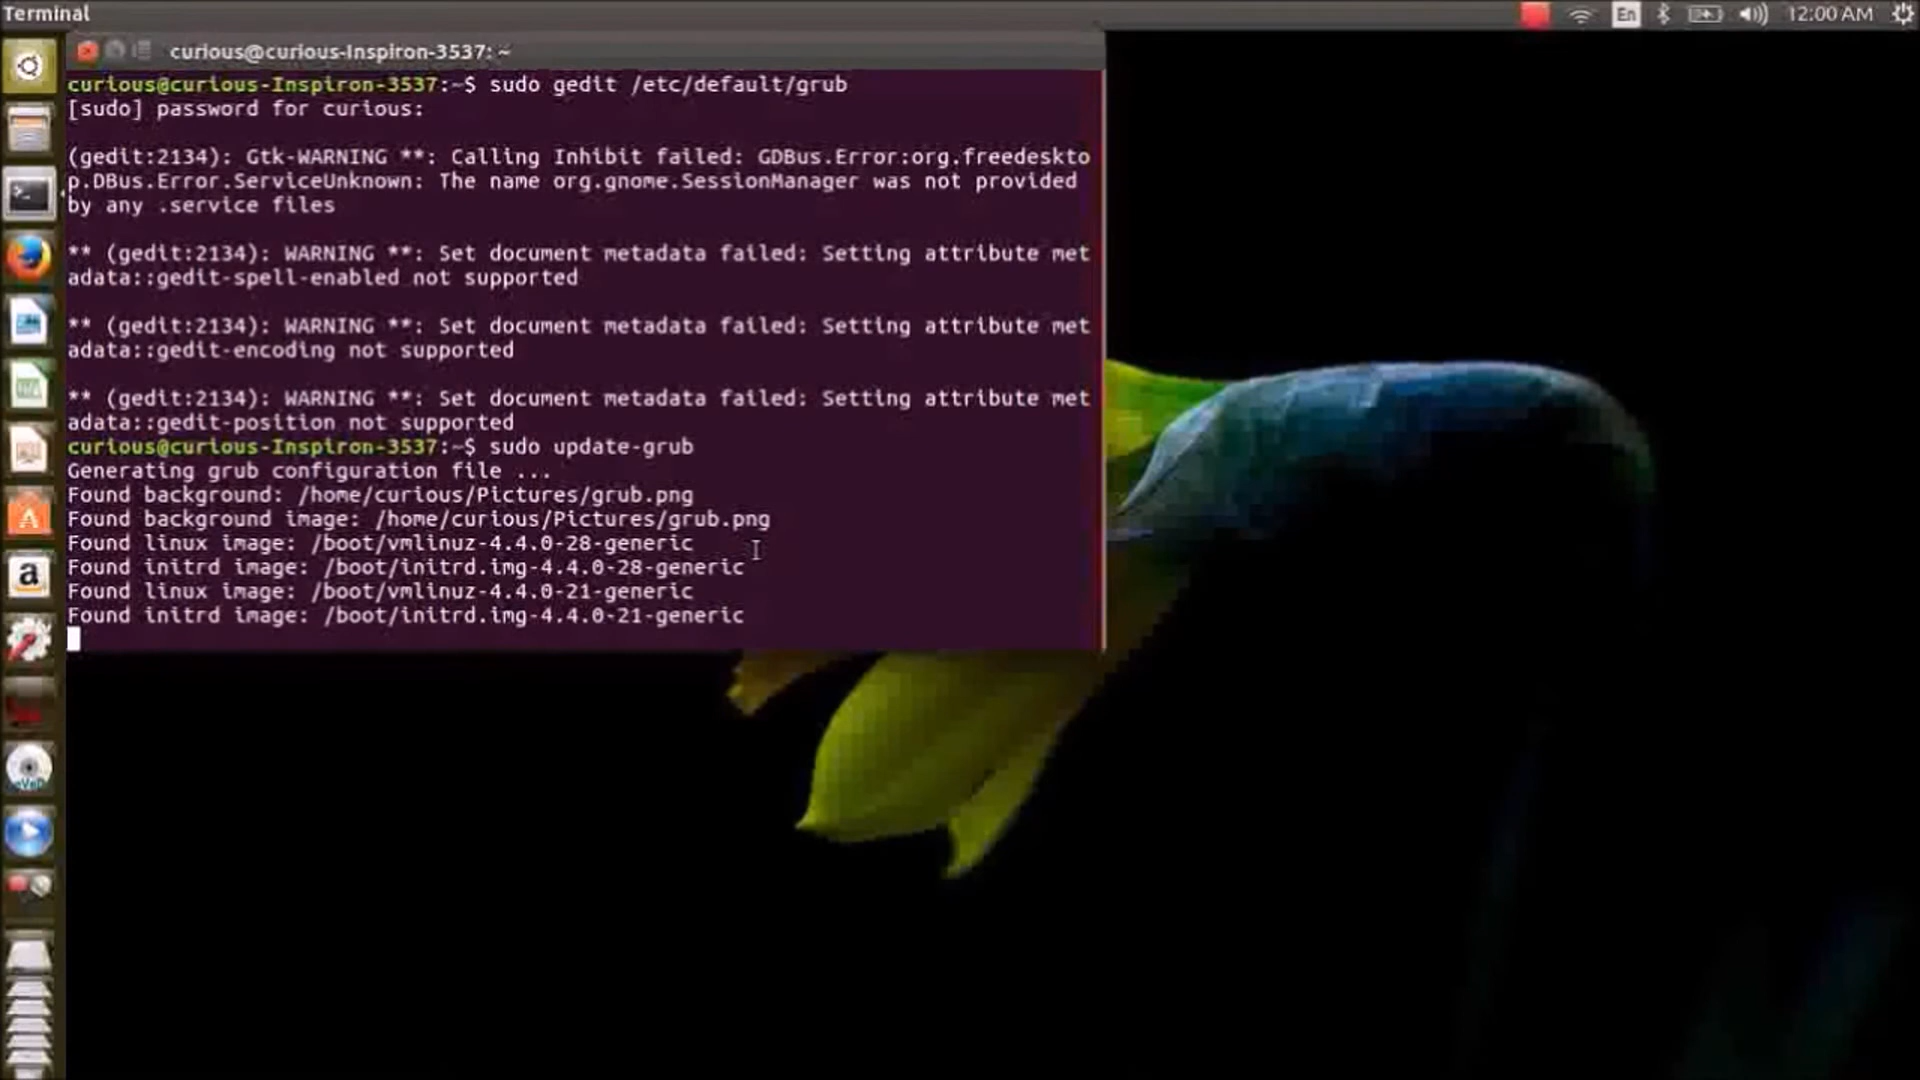 Terminal
En
12:00 AM
curious@curious-Inspiron-3537: ~
curious@curious-Inspiron-3537:~$ sudo gedit /etc/default/grub
[sudo] password for curious:
(gedit:2134): Gtk-WARNING **: Calling Inhibit failed: GDBus.Error:org.freedeskto
p.DBus.Error.ServiceUnknown: The name org.gnome.SessionManager was not provided
by any .service files
** (gedit:2134): WARNING **: Set document metadata failed: Setting attribute met
adata::gedit-spell-enabled not supported
** (gedit:2134): WARNING **: Set document metadata failed: Setting attribute met
adata::gedit-encoding not supported
** (gedit:2134): WARNING **: Set document metadata failed: Setting attribute met
adata::gedit-position not supported
curious@curious-Inspiron-3537:~$ sudo update-grub
Generating grub configuration file ...
Found background: /home/curious/Pictures/grub.png
Found background image: /home/curious/Pictures/grub.png
Found linux image: /boot/vmlinuz-4.4.0-28-generic
Found initrd image: /boot/initrd.img-4.4.0-28-generic
Found linux image: /boot/vmlinuz-4.4.0-21-generic
Found initrd image: /boot/initrd.img-4.4.0-21-generic